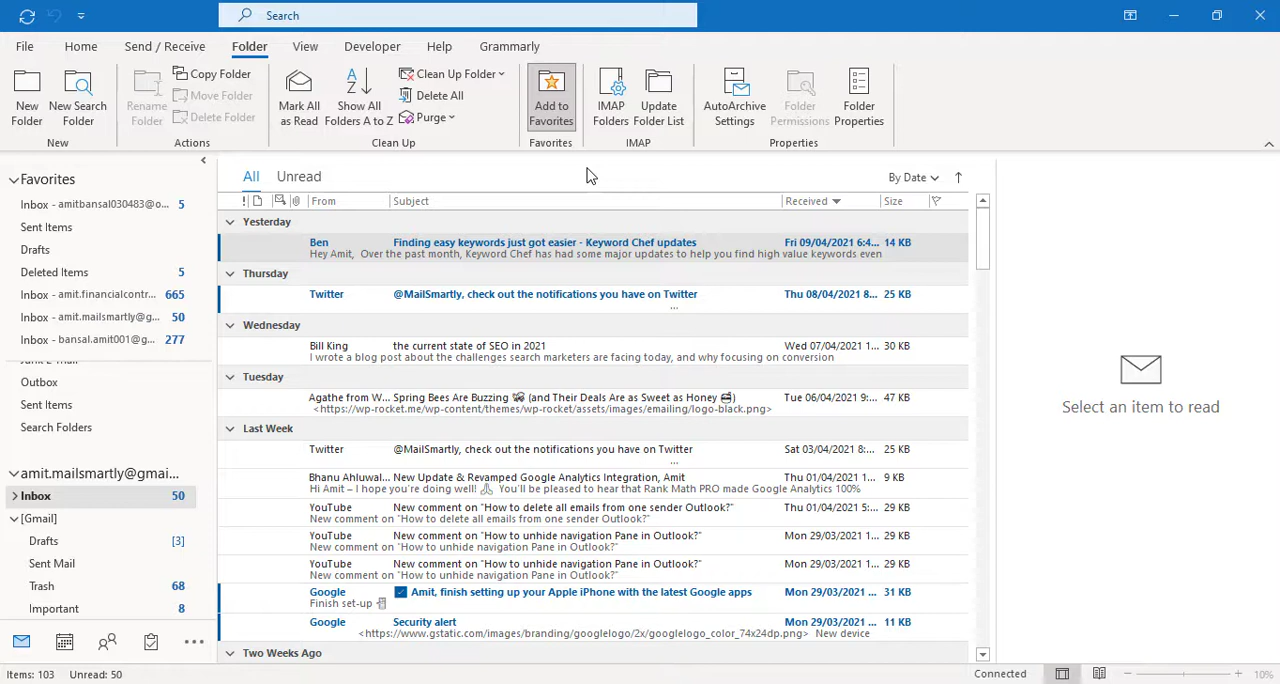 Search
File Home Send / Receive Folder View Developer Help Grammarly
New Folder
New Search Folder
New
Rename Folder
Copy Folder
Move Folder
Delete Folder
Actions
Mark All as Read
Show All Folders A to Z
Clean Up Folder
Delete All
Purge
Clean Up
Add to Favorites
Favorites
IMAP Folders
Update Folder List
IMAP
AutoArchive Settings
Folder Permissions
Folder Properties
Properties
Favorites
Inbox - amitbansal030483@o... 5
Sent Items
Drafts
Deleted Items 5
Inbox - amit.financialcontr... 665
Inbox - amit.mailsmartly@g... 50
Inbox - bansal.amit001@g... 277
Outbox
Sent Items
Search Folders
amit.mailsmartly@gmai...
Inbox 50
[Gmail]
Drafts [3]
Sent Mail
Trash 68
Important 8
All Unread By Date
! From Subject Received Size
Yesterday
Ben Finding easy keywords just got easier - Keyword Chef updates Fri 09/04/2021 6:4... 14 KB
Hey Amit, Over the past month, Keyword Chef has had some major updates to help you find high value keywords even
Thursday
Twitter @MailSmartly, check out the notifications you have on Twitter Thu 08/04/2021 8... 25 KB
...
Wednesday
Bill King the current state of SEO in 2021 Wed 07/04/2021 1... 30 KB
I wrote a blog post about the challenges search marketers are facing today, and why focusing on conversion
Tuesday
Agathe from W... Spring Bees Are Buzzing 🐝 (and Their Deals Are as Sweet as Honey 🍯) Tue 06/04/2021 9... 47 KB
<https://wp-rocket.me/wp-content/themes/wp-rocket/assets/images/emailing/logo-black.png>
Last Week
Twitter @MailSmartly, check out the notifications you have on Twitter Sat 03/04/2021 8... 25 KB
...
Bhanu Ahluwal... New Update & Revamped Google Analytics Integration, Amit Thu 01/04/2021 1... 9 KB
Hi Amit – I hope you're doing well! 🙏 You'll be pleased to hear that Rank Math PRO made Google Analytics 100%
YouTube New comment on "How to delete all emails from one sender Outlook?" Thu 01/04/2021 5:... 29 KB
New comment on "How to delete all emails from one sender Outlook?"
YouTube New comment on "How to unhide navigation Pane in Outlook?" Mon 29/03/2021 1... 29 KB
New comment on "How to unhide navigation Pane in Outlook?"
YouTube New comment on "How to unhide navigation Pane in Outlook?" Mon 29/03/2021 1... 29 KB
New comment on "How to unhide navigation Pane in Outlook?"
Google ☑ Amit, finish setting up your Apple iPhone with the latest Google apps Mon 29/03/2021 ... 31 KB
Finish set-up
Google Security alert Mon 29/03/2021 ... 11 KB
<https://www.gstatic.com/images/branding/googlelogo/2x/googlelogo_color_74x24dp.png> New device
Two Weeks Ago
Select an item to read
Items: 103 Unread: 50 Connected 10%